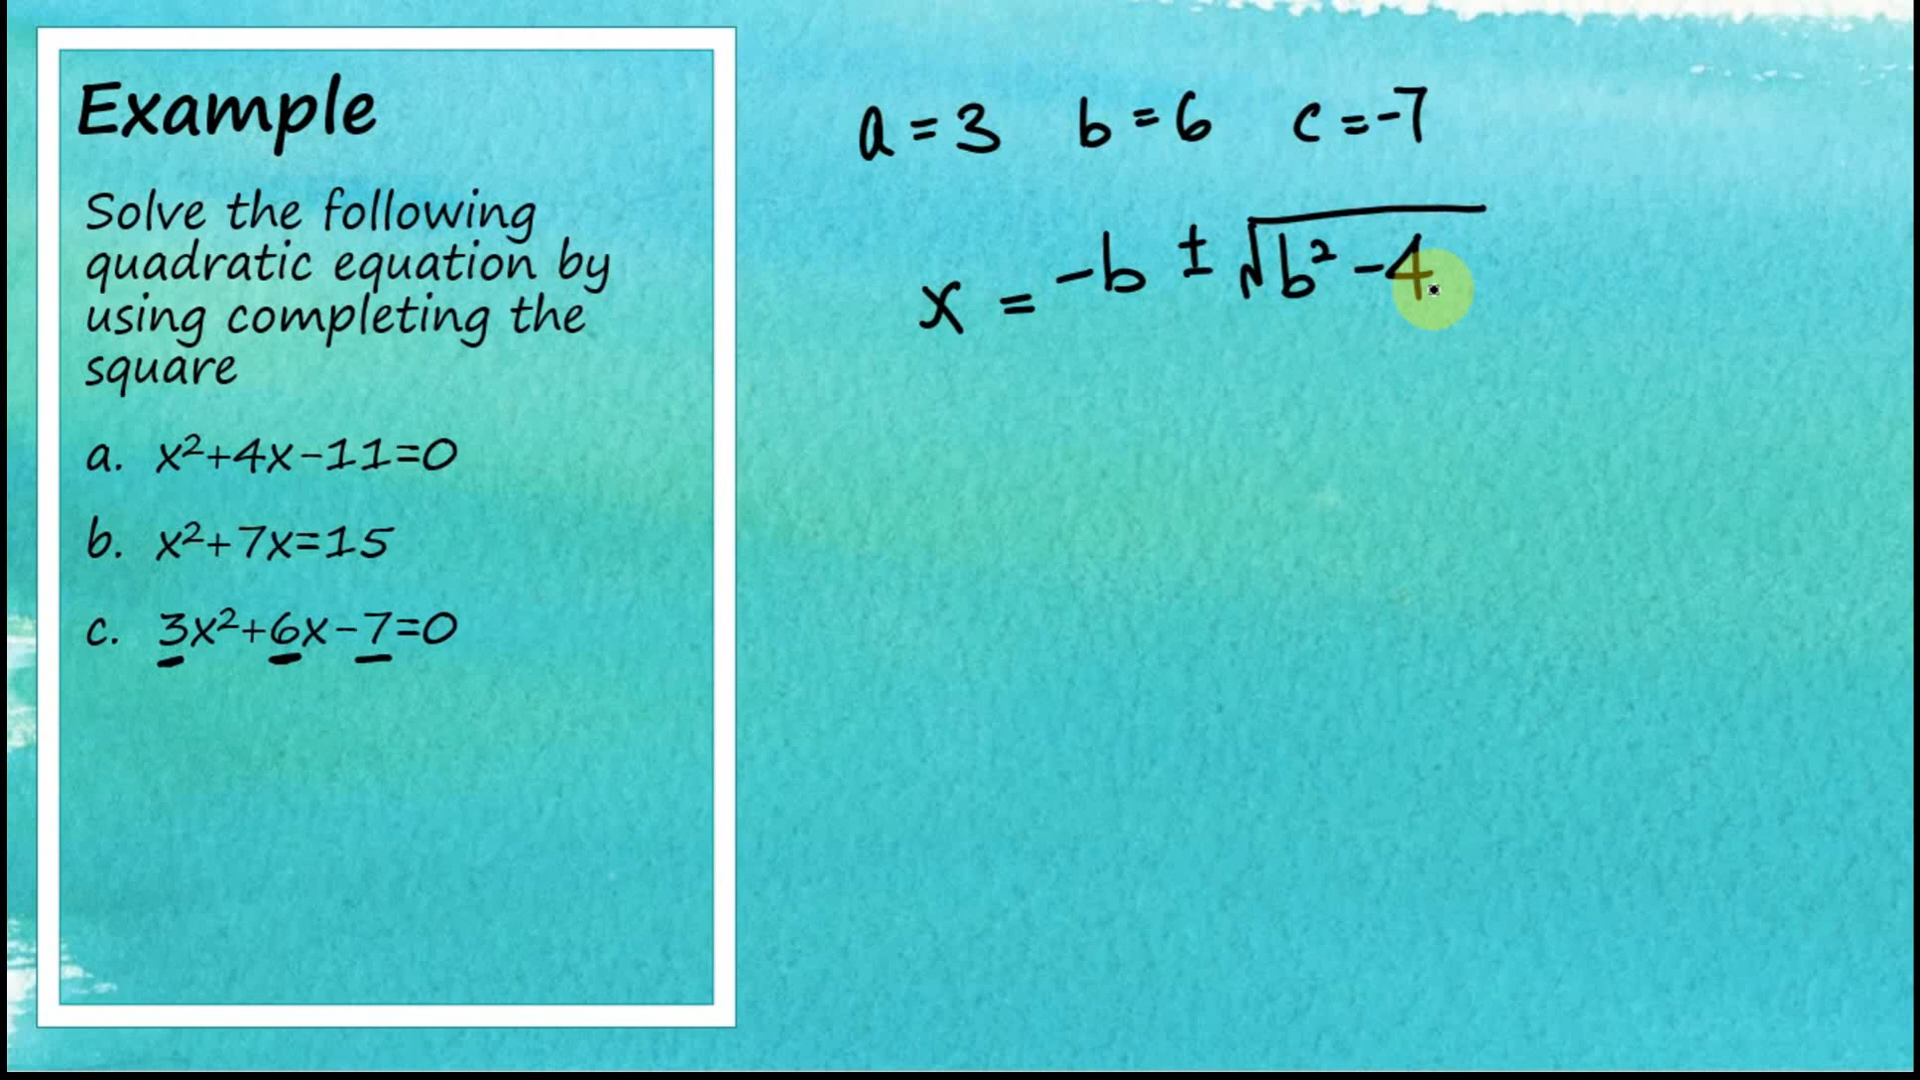 Example
Solve the following
quadratic equation by
using completing the
square
a. x²+4x-11=0
b. x²+7x=15
c. 3x²+6x-7=0
a = 3 b = 6 c = -7
x = -b ± √b² - 4